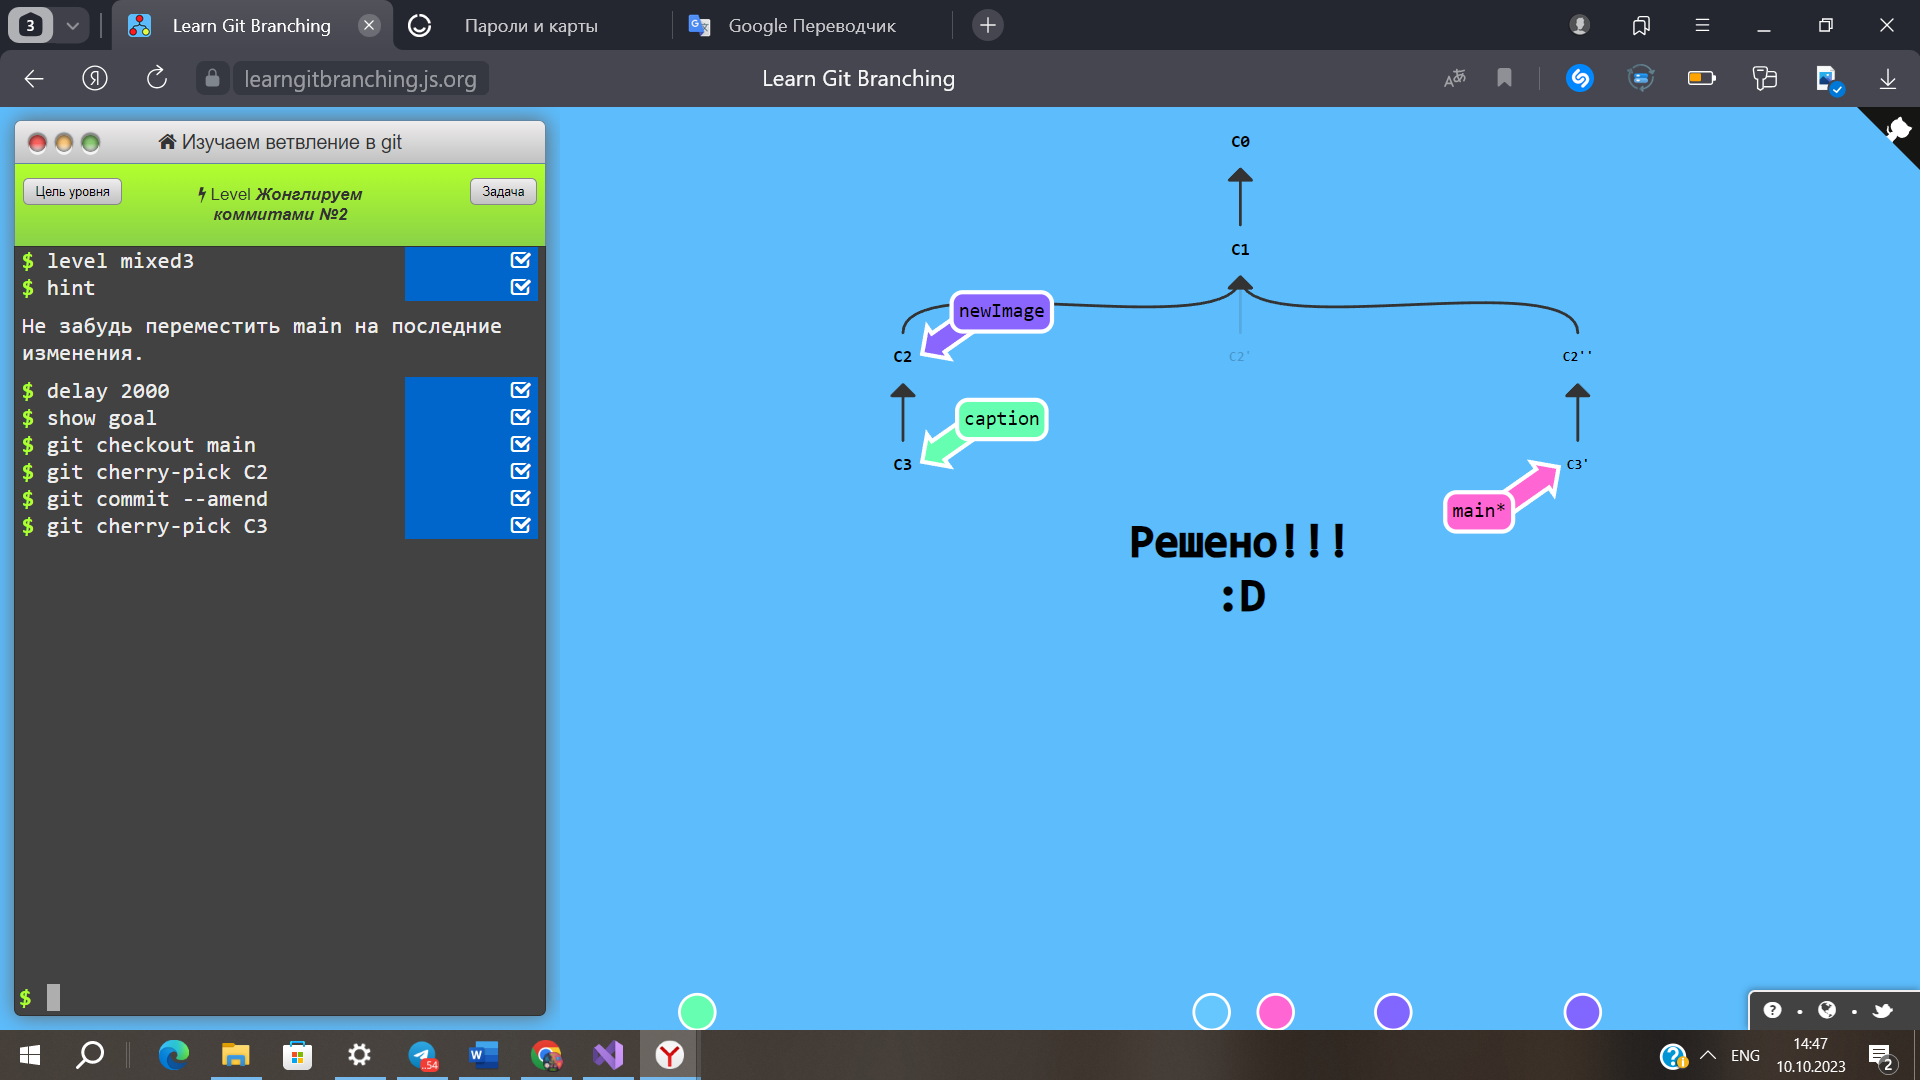 3
Learn Git Branching
Пароли и карты
Google Переводчик
learngitbranching.js.org
Learn Git Branching
Изучаем ветвление в git
Цель уровня
Level Жонглируем
коммитами №2
Задача
$ level mixed3
$ hint
Не забудь переместить main на последние
изменения.
$ delay 2000
$ show goal
$ git checkout main
$ git cherry-pick C2
$ git commit --amend
$ git cherry-pick C3
$
C0
C1
newImage
C2
C2'
C2''
caption
C3
C3'
main*
Решено!!!
:D
..54
ENG
14:47
10.10.2023
2